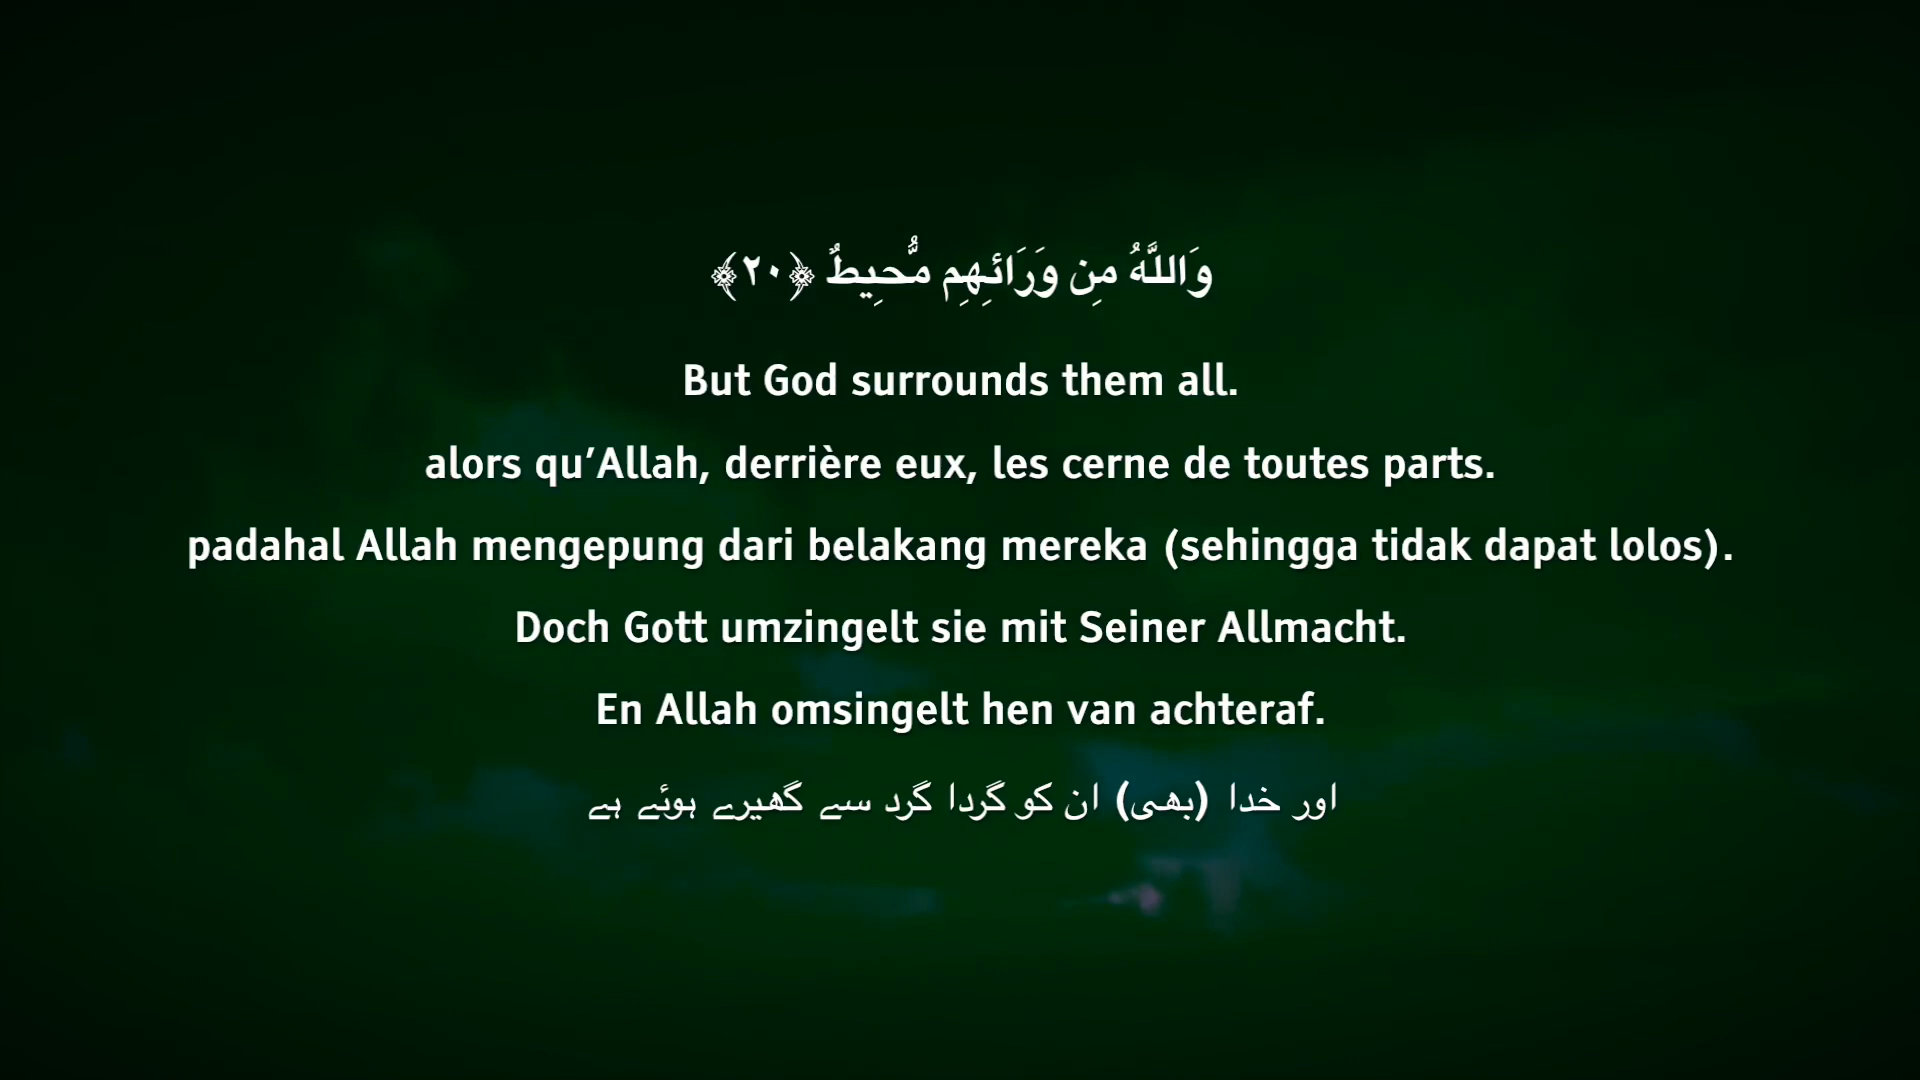 وَاللَّهُ مِن وَرَائِهِم مُّحِيطٌ ﴿٢٠﴾
But God surrounds them all.
alors qu’Allah, derrière eux, les cerne de toutes parts.
padahal Allah mengepung dari belakang mereka (sehingga tidak dapat lolos).
Doch Gott umzingelt sie mit Seiner Allmacht.
En Allah omsingelt hen van achteraf.
اور خدا (بھی) ان کو گردا گرد سے گھیرے ہوئے ہے